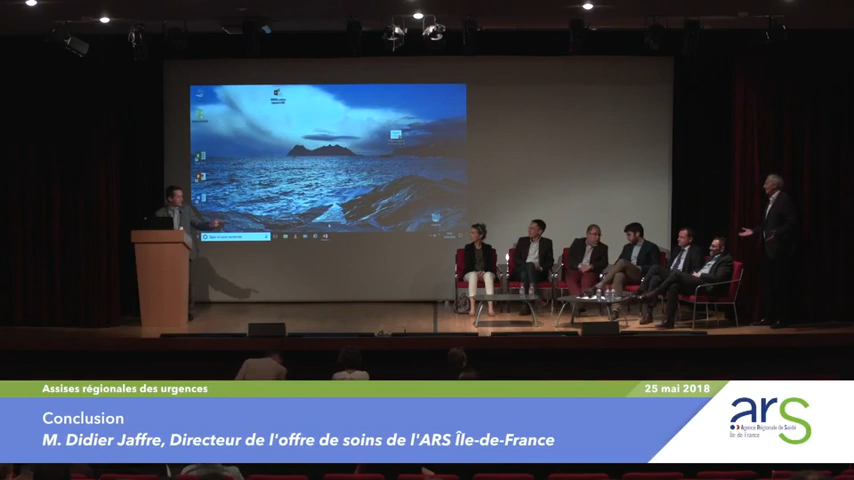 Assises régionales des urgences
25 mai 2018
Conclusion
M. Didier Jaffre, Directeur de l'offre de soins de l'ARS Île-de-France
ars
Agence Régionale de Santé
Île-de-France